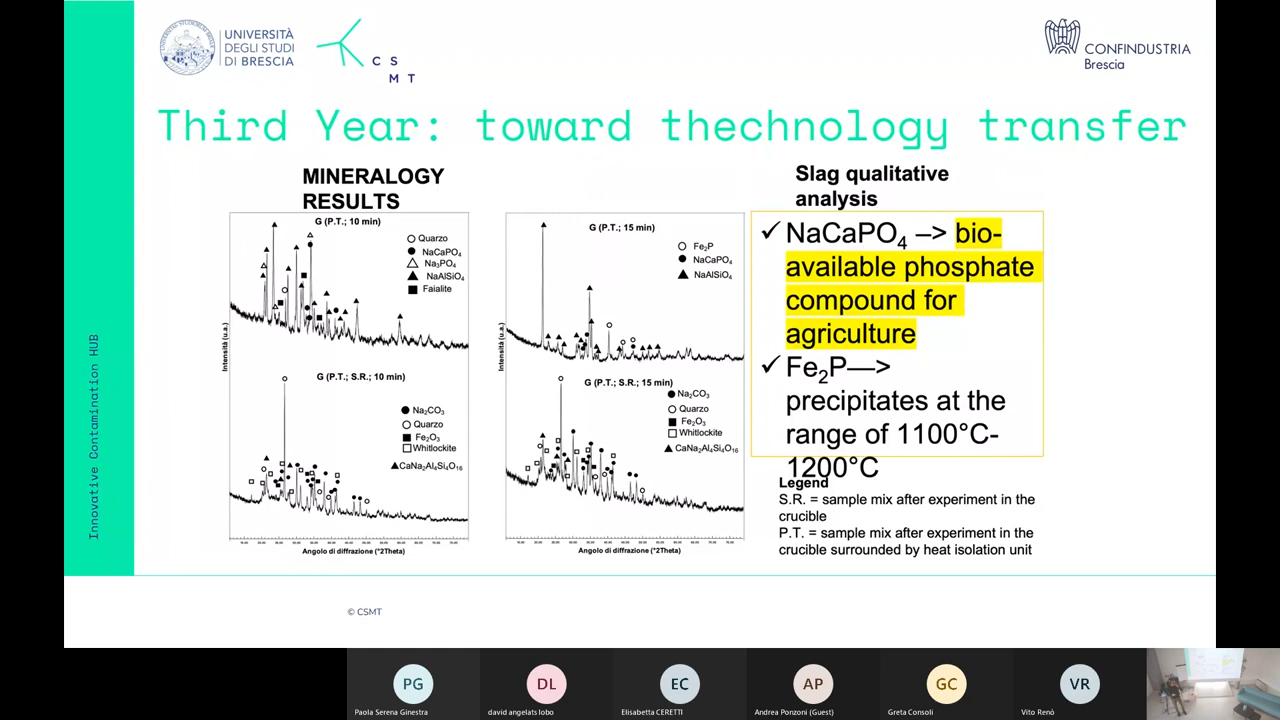 UNIVERSITÀ
DEGLI STUDI
DI BRESCIA
C S
M T
CONFINDUSTRIA
Brescia
Third Year: toward thechnology transfer
Innovative Contamination HUB
MINERALOGY
RESULTS
G (P.T.; 10 min)
Quarzo
NaCaPO₄
Na₃PO₄
NaAlSiO₄
Faialite
G (P.T.; S.R.; 10 min)
Na₂CO₃
Quarzo
Fe₂O₃
Whitlockite
CaNa₂Al₄Si₄O₁₆
Intensità (u.a.)
Angolo di diffrazione (°2Theta)
G (P.T.; 15 min)
Fe₂P
NaCaPO₄
NaAlSiO₄
G (P.T.; S.R.; 15 min)
Na₂CO₃
Quarzo
Fe₂O₃
Whitlockite
CaNa₂Al₄Si₄O₁₆
Intensità (u.a.)
Angolo di diffrazione (°2Theta)
Slag qualitative
analysis
✓ NaCaPO₄ –> bio-
available phosphate
compound for
agriculture
✓ Fe₂P—>
precipitates at the
range of 1100°C-
1200°C
Legend
S.R. = sample mix after experiment in the
crucible
P.T. = sample mix after experiment in the
crucible surrounded by heat isolation unit
© CSMT
PG
Paola Serena Ginestra
DL
david angelats lobo
EC
Elisabetta CERETTI
AP
Andrea Ponzoni (Guest)
GC
Greta Consoli
VR
Vito Renò